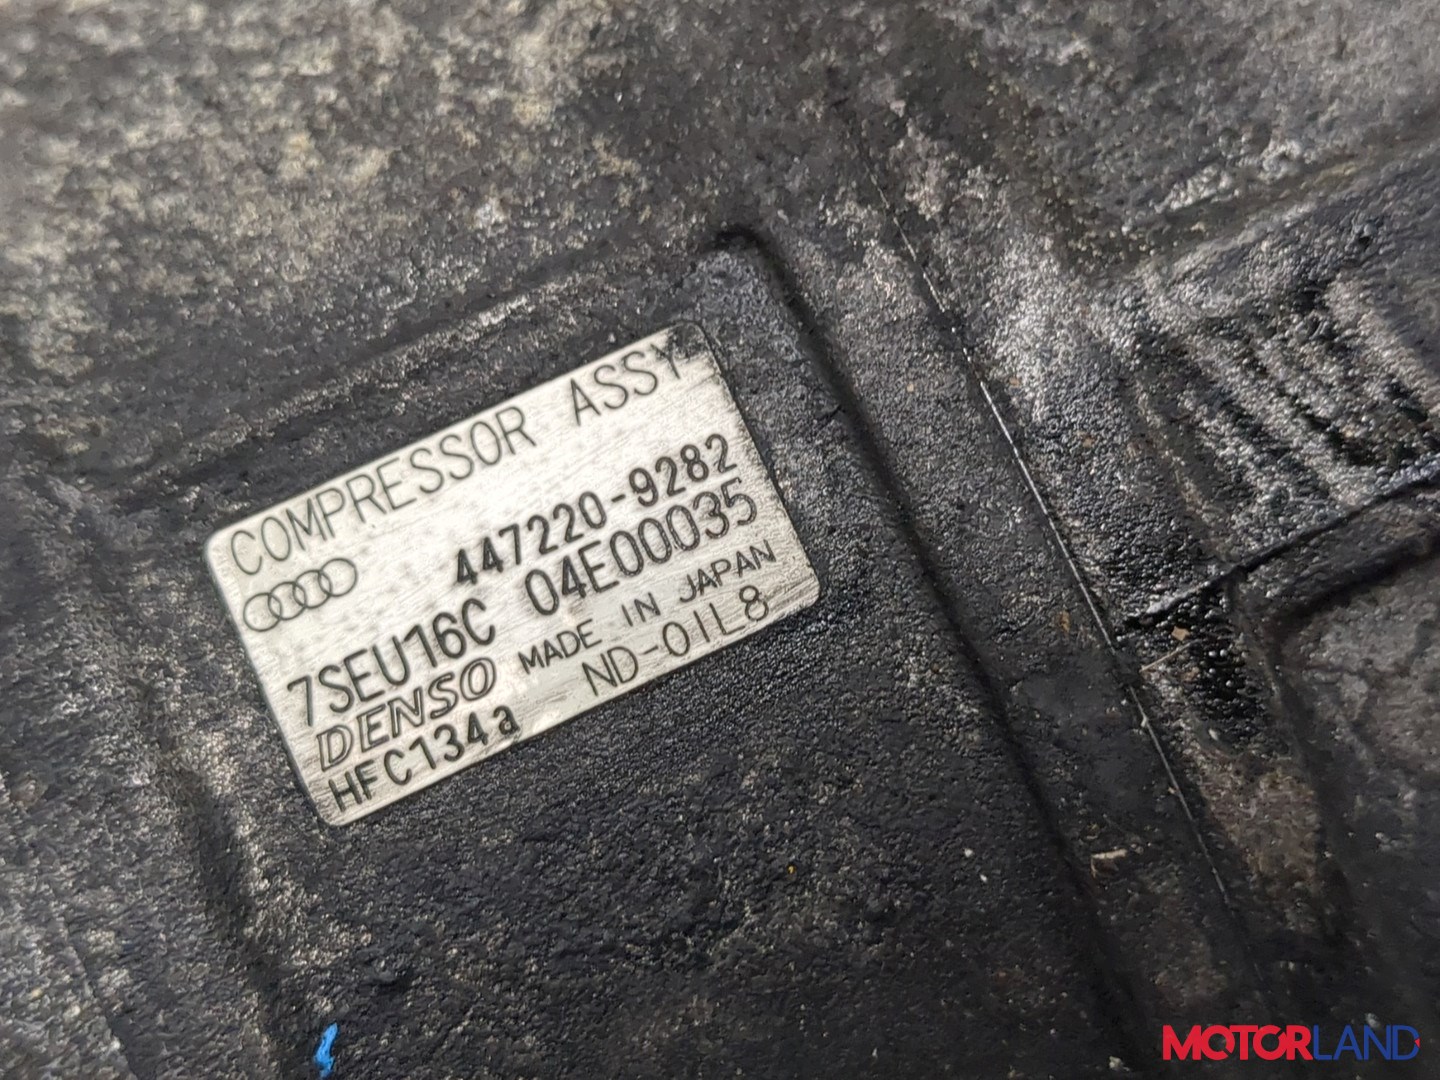 COMPRESSOR ASSY
447220-9282
7SEU16C 04E00035
DENSO MADE IN JAPAN
HFC134a ND-OIL8
MOTORLAND